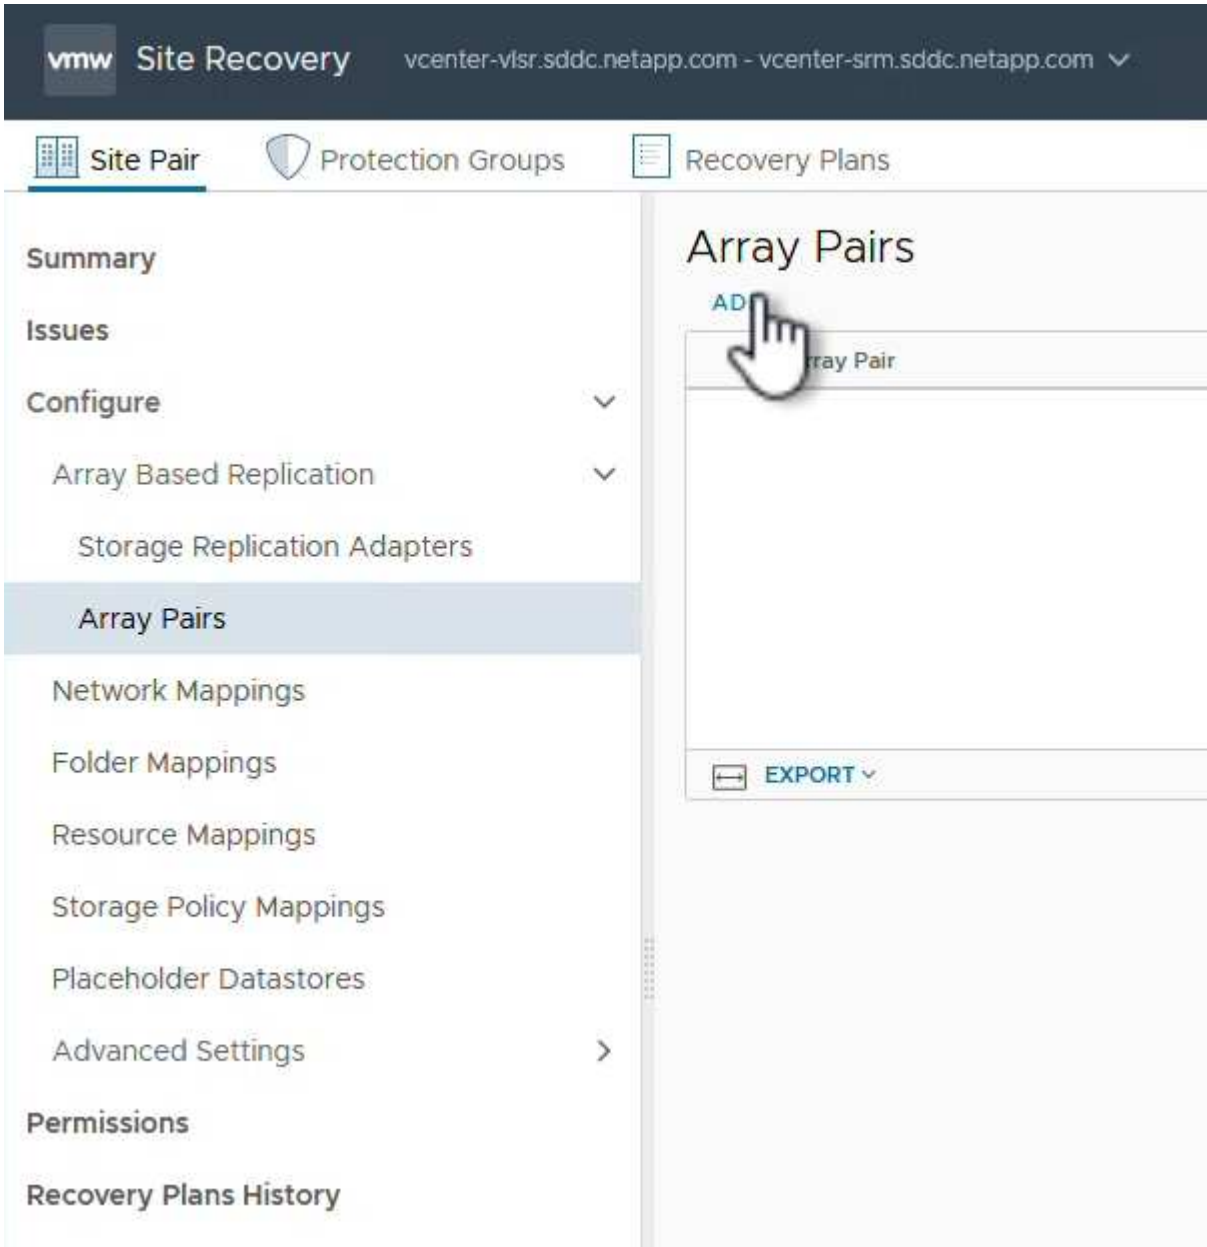 vmw Site Recovery vcenter-vlsr.sddc.netapp.com - vcenter-srm.sddc.netapp.com
Site Pair Protection Groups Recovery Plans
Summary
Issues
Configure
Array Based Replication
Storage Replication Adapters
Array Pairs
Network Mappings
Folder Mappings
Resource Mappings
Storage Policy Mappings
Placeholder Datastores
Advanced Settings
Permissions
Recovery Plans History
Array Pairs
Pair
EXPORT